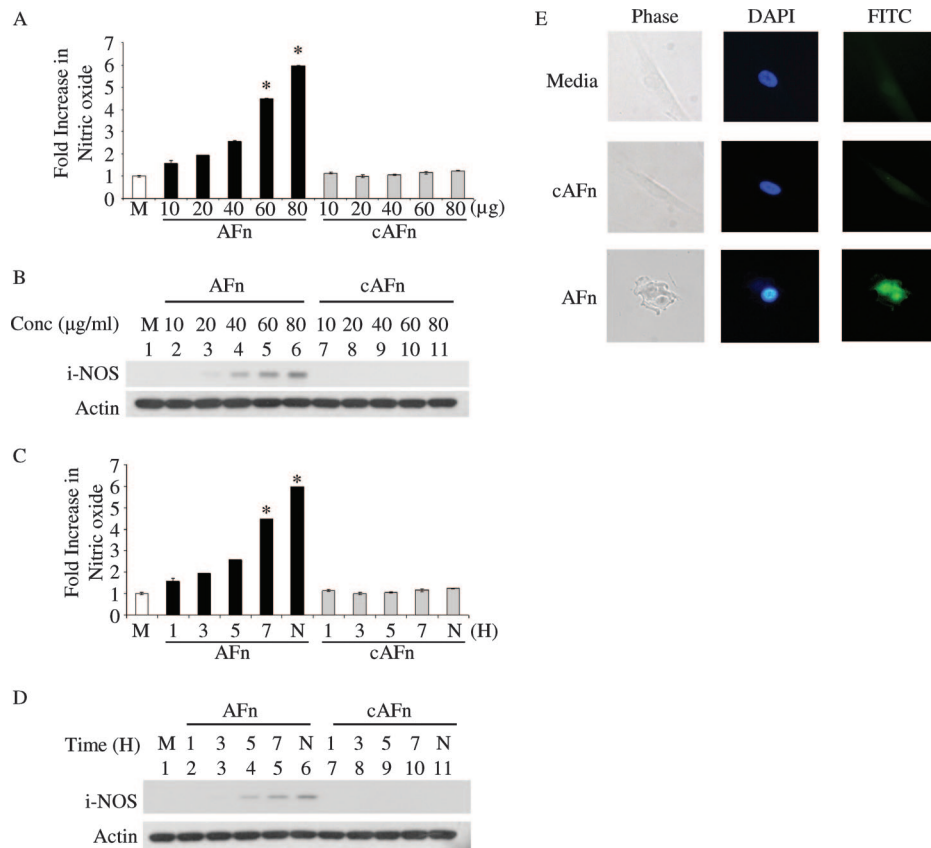 A
Fold Increase in
Nitric oxide
7
6
5
4
3
2
1
0
* *
M 10 20 40 60 80 10 20 40 60 80 (µg)
AFn cAFn
B
AFn cAFn
Conc (µg/ml) M 10 20 40 60 80 10 20 40 60 80
1 2 3 4 5 6 7 8 9 10 11
i-NOS
Actin
C
Fold Increase in
Nitric oxide
7
6
5
4
3
2
1
0
* *
M 1 3 5 7 N 1 3 5 7 N (H)
AFn cAFn
D
AFn cAFn
Time (H) M 1 3 5 7 N 1 3 5 7 N
1 2 3 4 5 6 7 8 9 10 11
i-NOS
Actin
E
Phase DAPI FITC
Media
cAFn
AFn